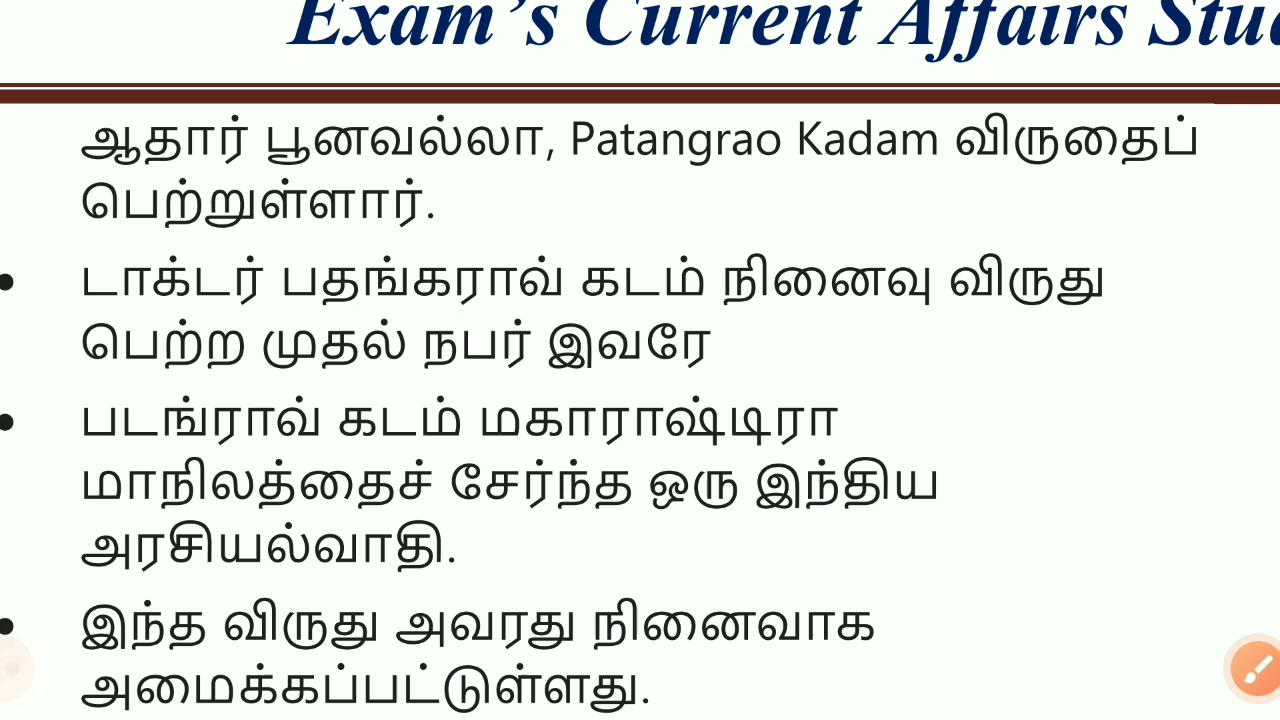 Exam's Current Affairs
ஆதார் பூனவல்லா, Patangrao Kadam விருதைப்
பெற்றுள்ளார்.
• டாக்டர் பதங்கராவ் கடம் நினைவு விருது
பெற்ற முதல் நபர் இவரே
• படங்ராவ் கடம் மகாராஷ்டிரா
மாநிலத்தைச் சேர்ந்த ஒரு இந்திய
அரசியல்வாதி.
• இந்த விருது அவரது நினைவாக
அமைக்கப்பட்டுள்ளது.